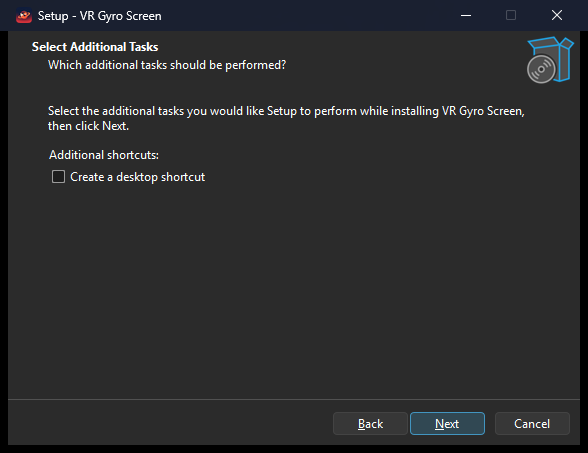 Setup - VR Gyro Screen
Select Additional Tasks
Which additional tasks should be performed?
Select the additional tasks you would like Setup to perform while installing VR Gyro Screen,
then click Next.
Additional shortcuts:
Create a desktop shortcut
Back
Next
Cancel